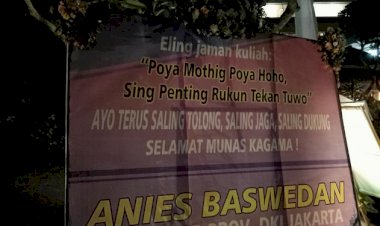 Eling jaman kuliah:
"Poya Mothig Poya Hoho,
Sing Penting Rukun Tekan Tuwo"
AYO TERUS SALING TOLONG, SALING JAGA, SALING DUKUNG
SELAMAT MUNAS KAGAMA !
ANIES BASWEDAN
DKI JAKARTA